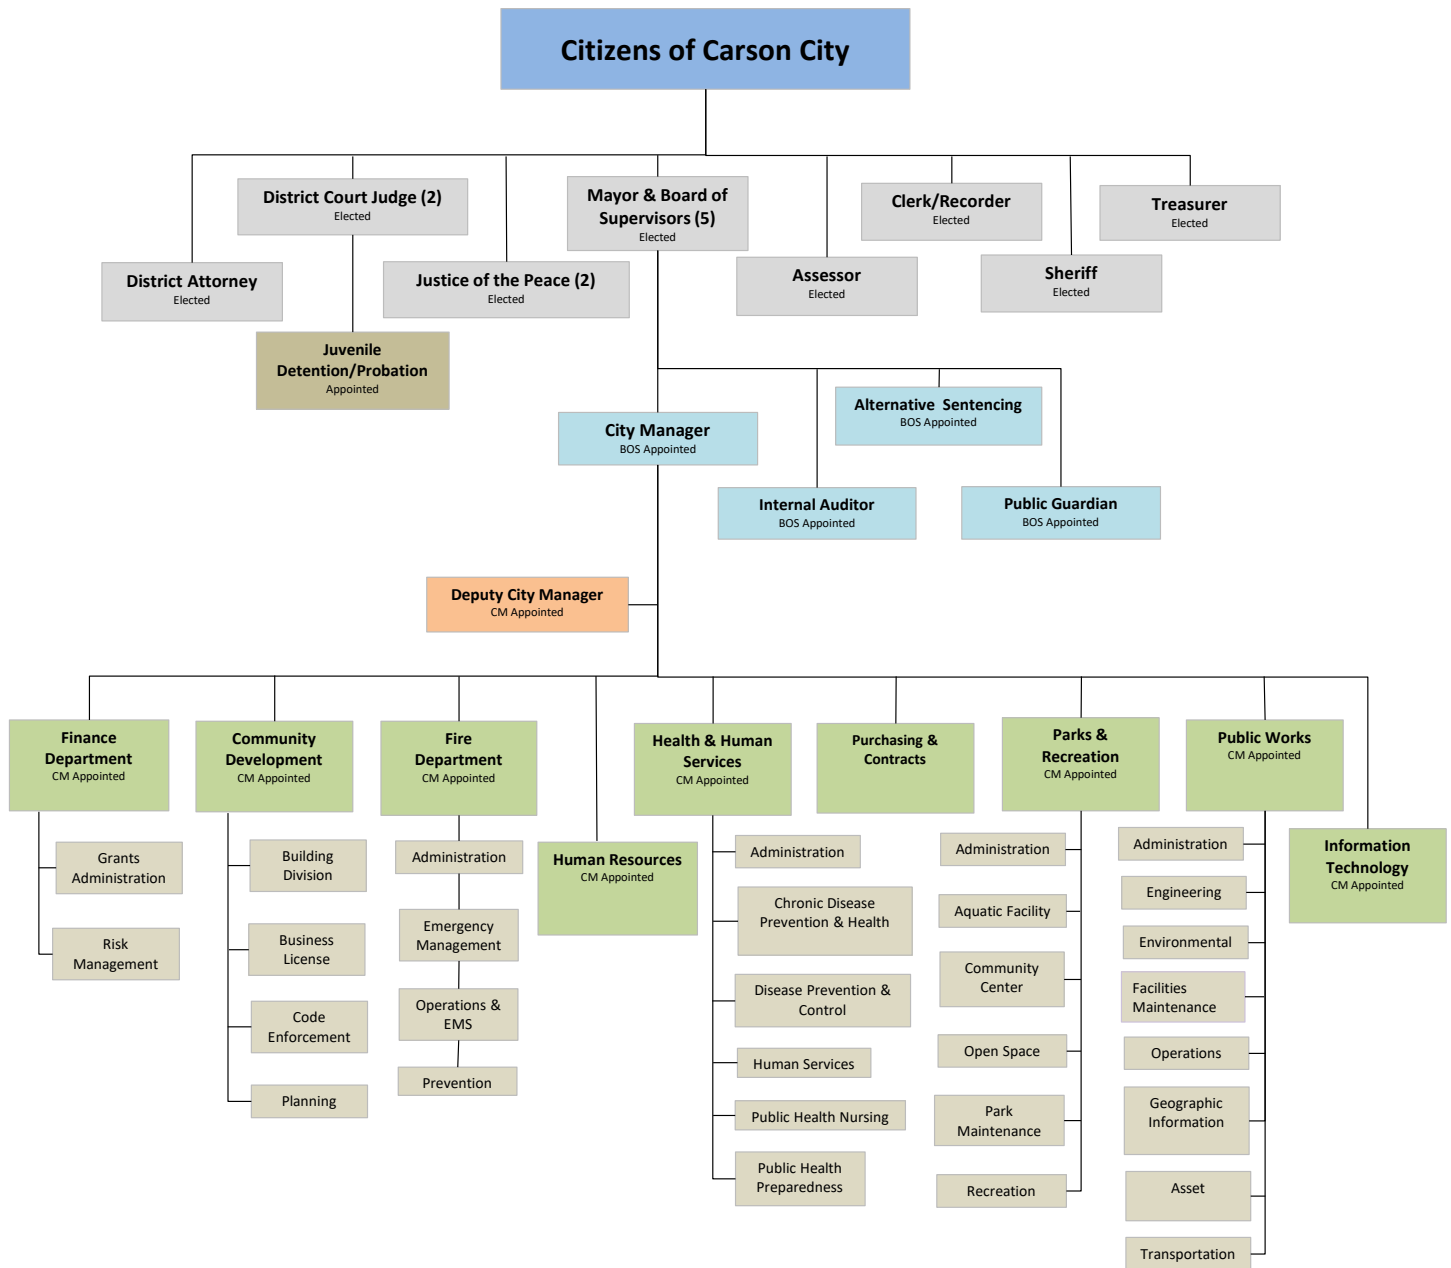 Citizens of Carson City
District Court Judge (2)
Elected
Mayor & Board of
Supervisors (5)
Elected
Clerk/Recorder
Elected
Treasurer
Elected
District Attorney
Elected
Justice of the Peace (2)
Elected
Assessor
Elected
Sheriff
Elected
Juvenile
Detention/Probation
Appointed
City Manager
BOS Appointed
Alternative Sentencing
BOS Appointed
Internal Auditor
BOS Appointed
Public Guardian
BOS Appointed
Deputy City Manager
CM Appointed
Finance
Department
CM Appointed
Community
Development
CM Appointed
Fire
Department
CM Appointed
Health & Human
Services
CM Appointed
Purchasing &
Contracts
Parks &
Recreation
CM Appointed
Public Works
CM Appointed
Human Resources
CM Appointed
Information
Technology
CM Appointed
Grants
Administration
Risk
Management
Building
Division
Business
License
Code
Enforcement
Planning
Administration
Emergency
Management
Operations &
EMS
Prevention
Administration
Chronic Disease
Prevention & Health
Disease Prevention &
Control
Human Services
Public Health Nursing
Public Health
Preparedness
Administration
Aquatic Facility
Community
Center
Open Space
Park
Maintenance
Recreation
Administration
Engineering
Environmental
Facilities
Maintenance
Operations
Geographic
Information
Asset
Transportation